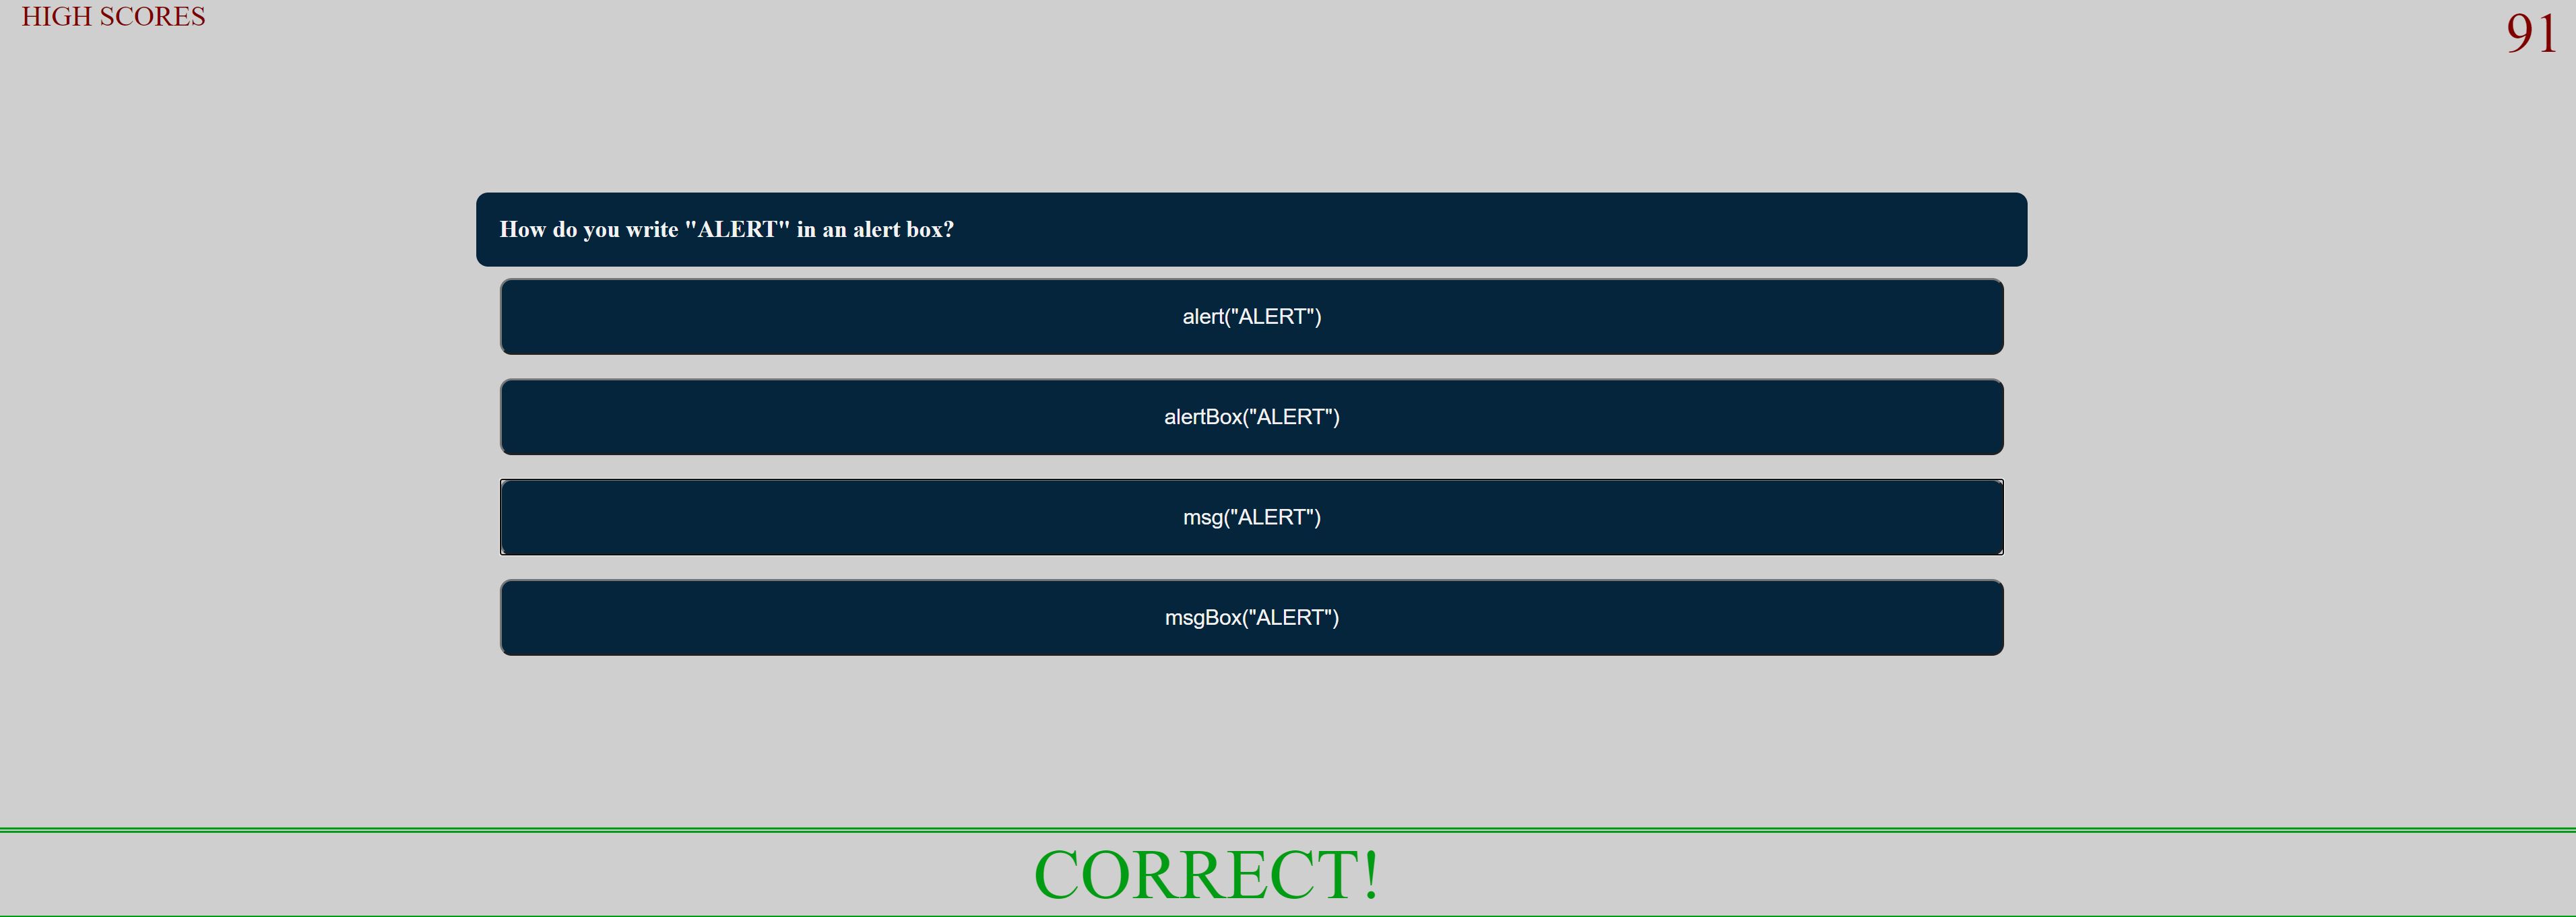 HIGH SCORES
91
How do you write "ALERT" in an alert box?
alert("ALERT")
alertBox("ALERT")
msg("ALERT")
msgBox("ALERT")
CORRECT!